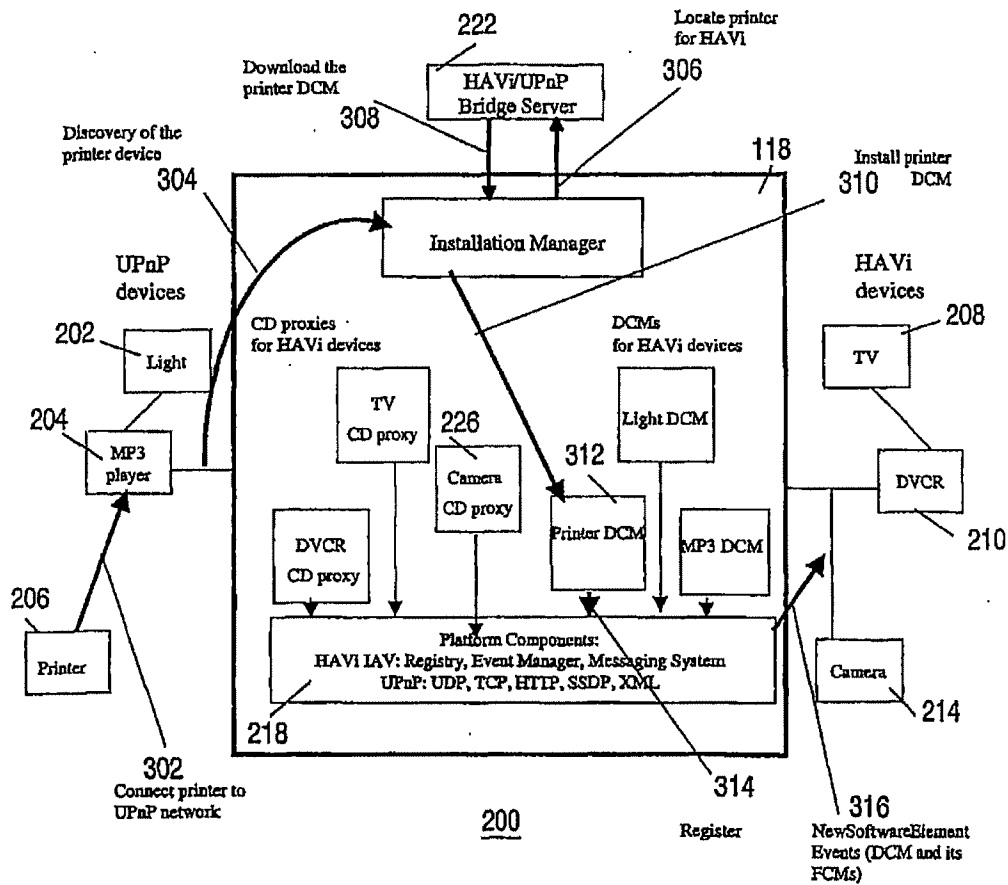 Locate printer
for HAVi
306
222
HAVi/UPnP
Bridge Server
Download the
printer DCM
308
Discovery of the
printer device
304
118
Install printer
DCM
310
Installation Manager
UPnP
devices
HAVi
devices
202
Light
CD proxies
for HAVi devices
DCMs
for HAVi devices
208
TV
204
MP3
player
TV
CD proxy
226
Camera
CD proxy
Light DCM
312
Printer DCM
DVCR
210
DVCR
CD proxy
MP3 DCM
206
Printer
Platform Components:
HAVi IAV: Registry, Event Manager, Messaging System
UPnP: UDP, TCP, HTTP, SSDP, XML
218
Camera
214
302
Connect printer to
UPnP network
314
Register
200
316
NewSoftwareElement
Events (DCM and its
FCMs)